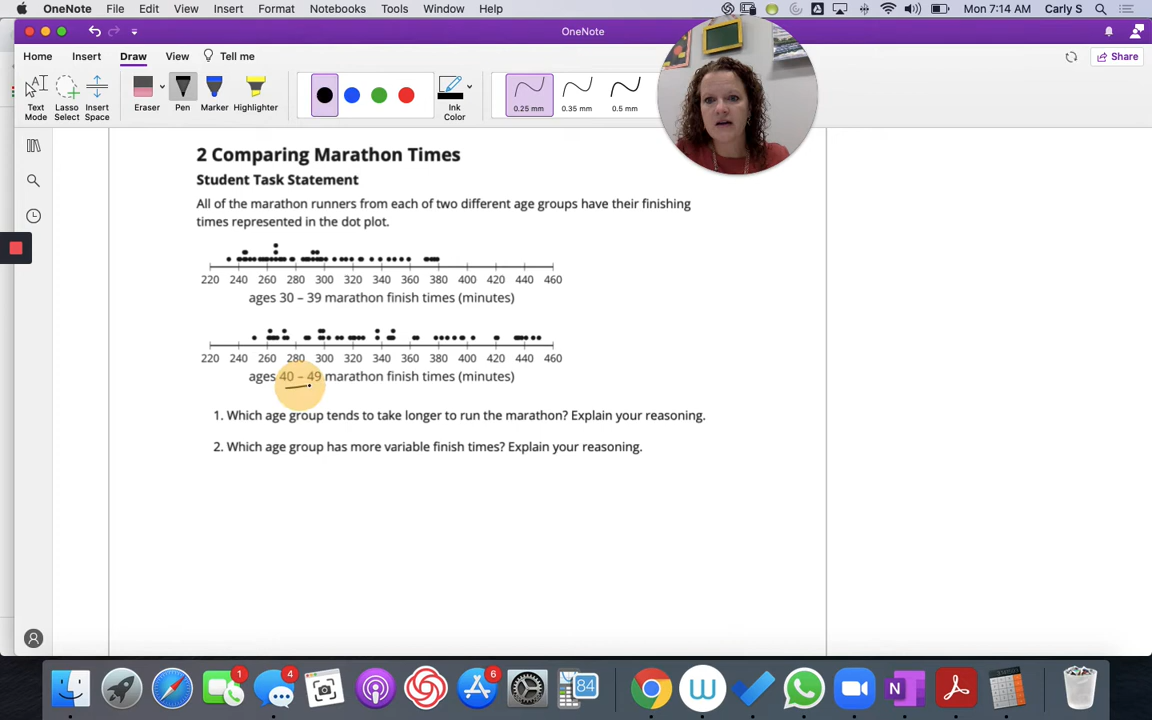 OneNote File Edit View Insert Format Notebooks Tools Window Help Mon 7:14 AM Carly S
OneNote
Home Insert Draw View Tell me Share
Text Mode Lasso Select Insert Space Eraser Pen Marker Highlighter Ink Color 0.25 mm 0.35 mm 0.5 mm
2 Comparing Marathon Times
Student Task Statement
All of the marathon runners from each of two different age groups have their finishing
times represented in the dot plot.
220 240 260 280 300 320 340 360 380 400 420 440 460
ages 30 – 39 marathon finish times (minutes)
220 240 260 280 300 320 340 360 380 400 420 440 460
ages 40 – 49 marathon finish times (minutes)
1. Which age group tends to take longer to run the marathon? Explain your reasoning.
2. Which age group has more variable finish times? Explain your reasoning.
1 4 6 84 W N